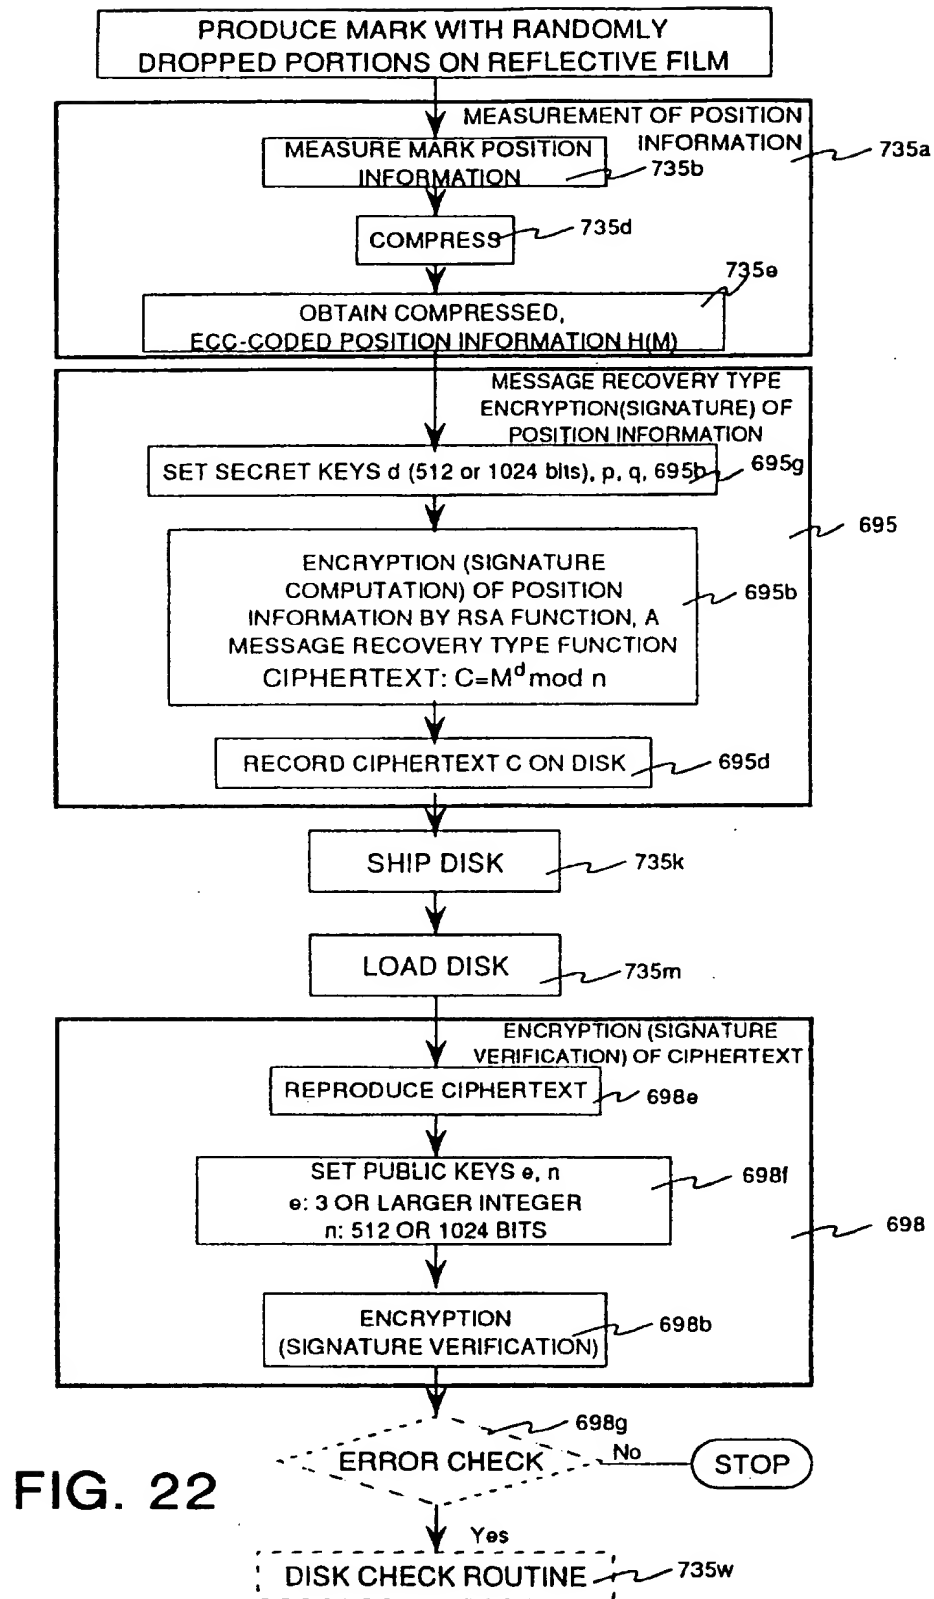 PRODUCE MARK WITH RANDOMLY
DROPPED PORTIONS ON REFLECTIVE FILM
MEASUREMENT OF POSITION
INFORMATION
735a
MEASURE MARK POSITION
INFORMATION
735b
COMPRESS
735d
735e
OBTAIN COMPRESSED,
ECC-CODED POSITION INFORMATION H(M)
MESSAGE RECOVERY TYPE
ENCRYPTION(SIGNATURE) OF
POSITION INFORMATION
SET SECRET KEYS d (512 or 1024 bits), p, q, 695b
695g
695
ENCRYPTION (SIGNATURE
COMPUTATION) OF POSITION
INFORMATION BY RSA FUNCTION, A
MESSAGE RECOVERY TYPE FUNCTION
CIPHERTEXT: C=M^d mod n
695b
RECORD CIPHERTEXT C ON DISK
695d
SHIP DISK
735k
LOAD DISK
735m
ENCRYPTION (SIGNATURE
VERIFICATION) OF CIPHERTEXT
REPRODUCE CIPHERTEXT
698e
SET PUBLIC KEYS e, n
e: 3 OR LARGER INTEGER
n: 512 OR 1024 BITS
698f
698
ENCRYPTION
(SIGNATURE VERIFICATION)
698b
698g
ERROR CHECK
No
STOP
FIG. 22
Yes
DISK CHECK ROUTINE
735w